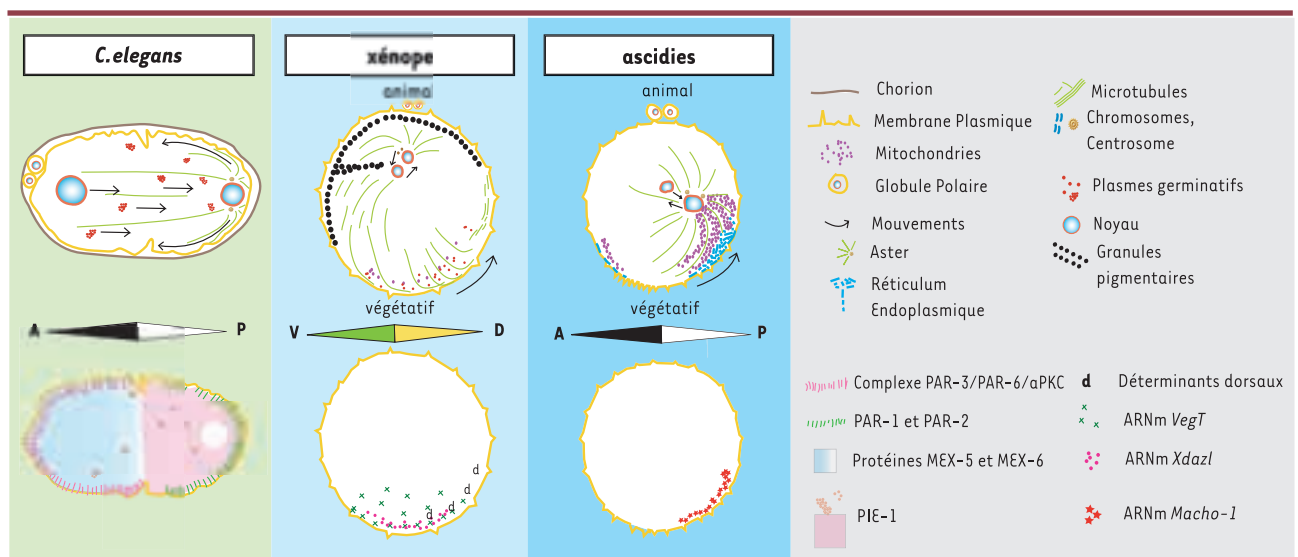 C.elegans
xénope
animal
végétatif
V D
ascidies
animal
végétatif
A P
A P
d
d
d
d
Chorion
Membrane Plasmique
Mitochondries
Globule Polaire
Mouvements
Aster
Réticulum
Endoplasmique
Microtubules
Chromosomes,
Centrosome
Plasmes germinatifs
Noyau
Granules
pigmentaires
Complexe PAR-3/PAR-6/aPKC
PAR-1 et PAR-2
Protéines MEX-5 et MEX-6
PIE-1
d Déterminants dorsaux
ARNm VegT
ARNm Xdazl
ARNm Macho-1